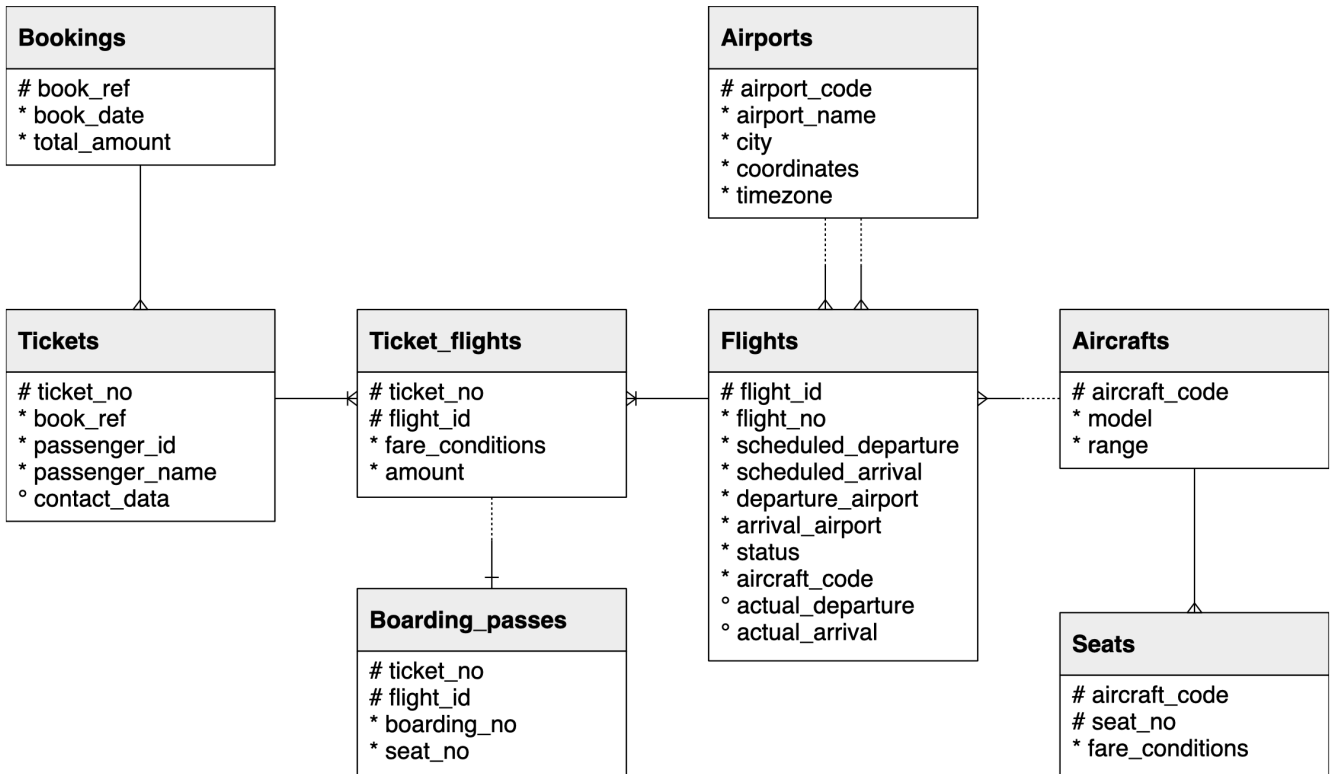 Bookings
# book_ref
* book_date
* total_amount
Airports
# airport_code
* airport_name
* city
* coordinates
* timezone
Tickets
# ticket_no
* book_ref
* passenger_id
* passenger_name
° contact_data
Ticket_flights
# ticket_no
# flight_id
* fare_conditions
* amount
Flights
# flight_id
* flight_no
* scheduled_departure
* scheduled_arrival
* departure_airport
* arrival_airport
* status
* aircraft_code
° actual_departure
° actual_arrival
Aircrafts
# aircraft_code
* model
* range
Boarding_passes
# ticket_no
# flight_id
* boarding_no
* seat_no
Seats
# aircraft_code
# seat_no
* fare_conditions